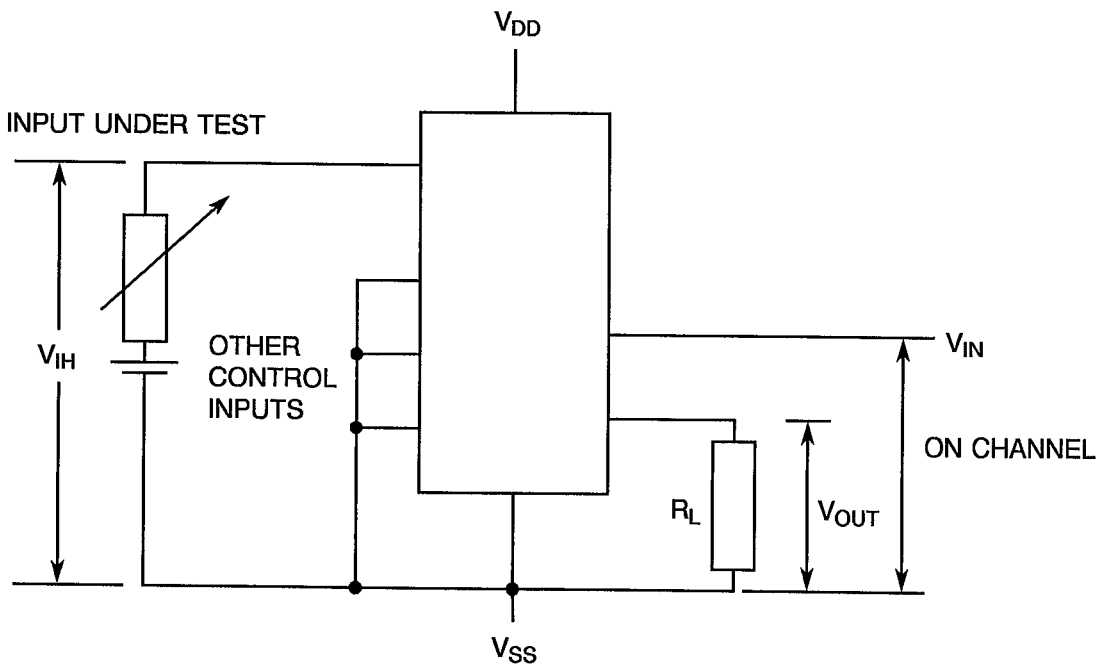 V_DD
INPUT UNDER TEST
V_IH
OTHER
CONTROL
INPUTS
V_IN
ON CHANNEL
R_L
V_OUT
V_SS